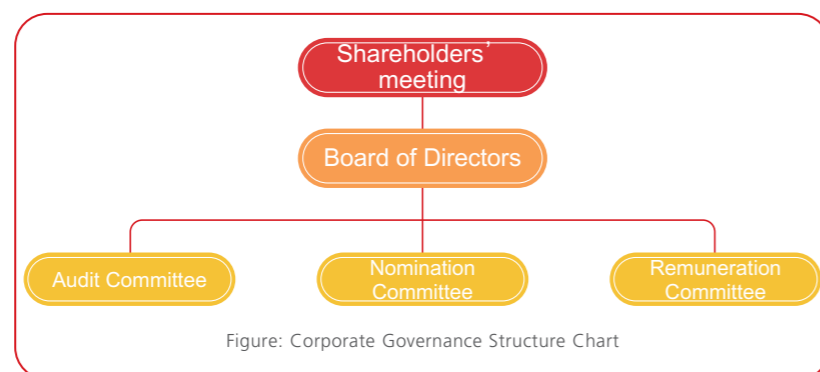 Shareholders'
meeting
Board of Directors
Audit Committee
Nomination
Committee
Remuneration
Committee
Figure: Corporate Governance Structure Chart